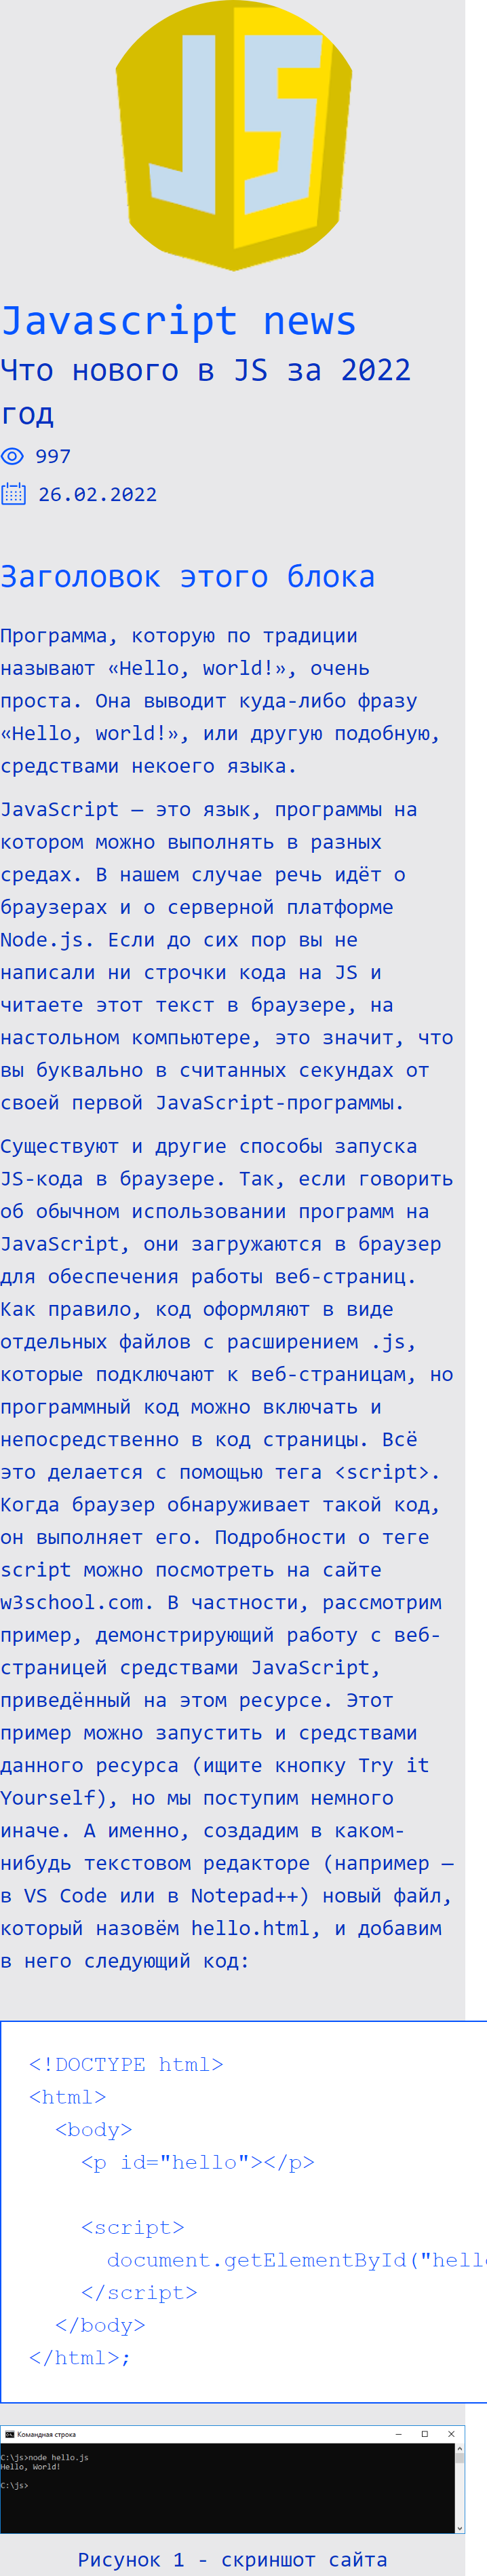 JS
Javascript news
Что нового в JS за 2022
год
997
26.02.2022
Заголовок этого блока
Программа, которую по традиции
называют «Hello, world!», очень
проста. Она выводит куда-либо фразу
«Hello, world!», или другую подобную,
средствами некоего языка.
JavaScript — это язык, программы на
котором можно выполнять в разных
средах. В нашем случае речь идёт о
браузерах и о серверной платформе
Node.js. Если до сих пор вы не
написали ни строчки кода на JS и
читаете этот текст в браузере, на
настольном компьютере, это значит, что
вы буквально в считанных секундах от
своей первой JavaScript-программы.
Существуют и другие способы запуска
JS-кода в браузере. Так, если говорить
об обычном использовании программ на
JavaScript, они загружаются в браузер
для обеспечения работы веб-страниц.
Как правило, код оформляют в виде
отдельных файлов с расширением .js,
которые подключают к веб-страницам, но
программный код можно включать и
непосредственно в код страницы. Всё
это делается с помощью тега <script>.
Когда браузер обнаруживает такой код,
он выполняет его. Подробности о теге
script можно посмотреть на сайте
w3school.com. В частности, рассмотрим
пример, демонстрирующий работу с веб-
страницей средствами JavaScript,
приведённый на этом ресурсе. Этот
пример можно запустить и средствами
данного ресурса (ищите кнопку Try it
Yourself), но мы поступим немного
иначе. А именно, создадим в каком-
нибудь текстовом редакторе (например —
в VS Code или в Notepad++) новый файл,
который назовём hello.html, и добавим
в него следующий код:
<!DOCTYPE html>
<html>
<body>
<p id="hello"></p>
<script>
document.getElementById("hell
</script>
</body>
</html>;
Командная строка
C:\js>node hello.js
Hello, World!
C:\js>
Рисунок 1 - скриншот сайта